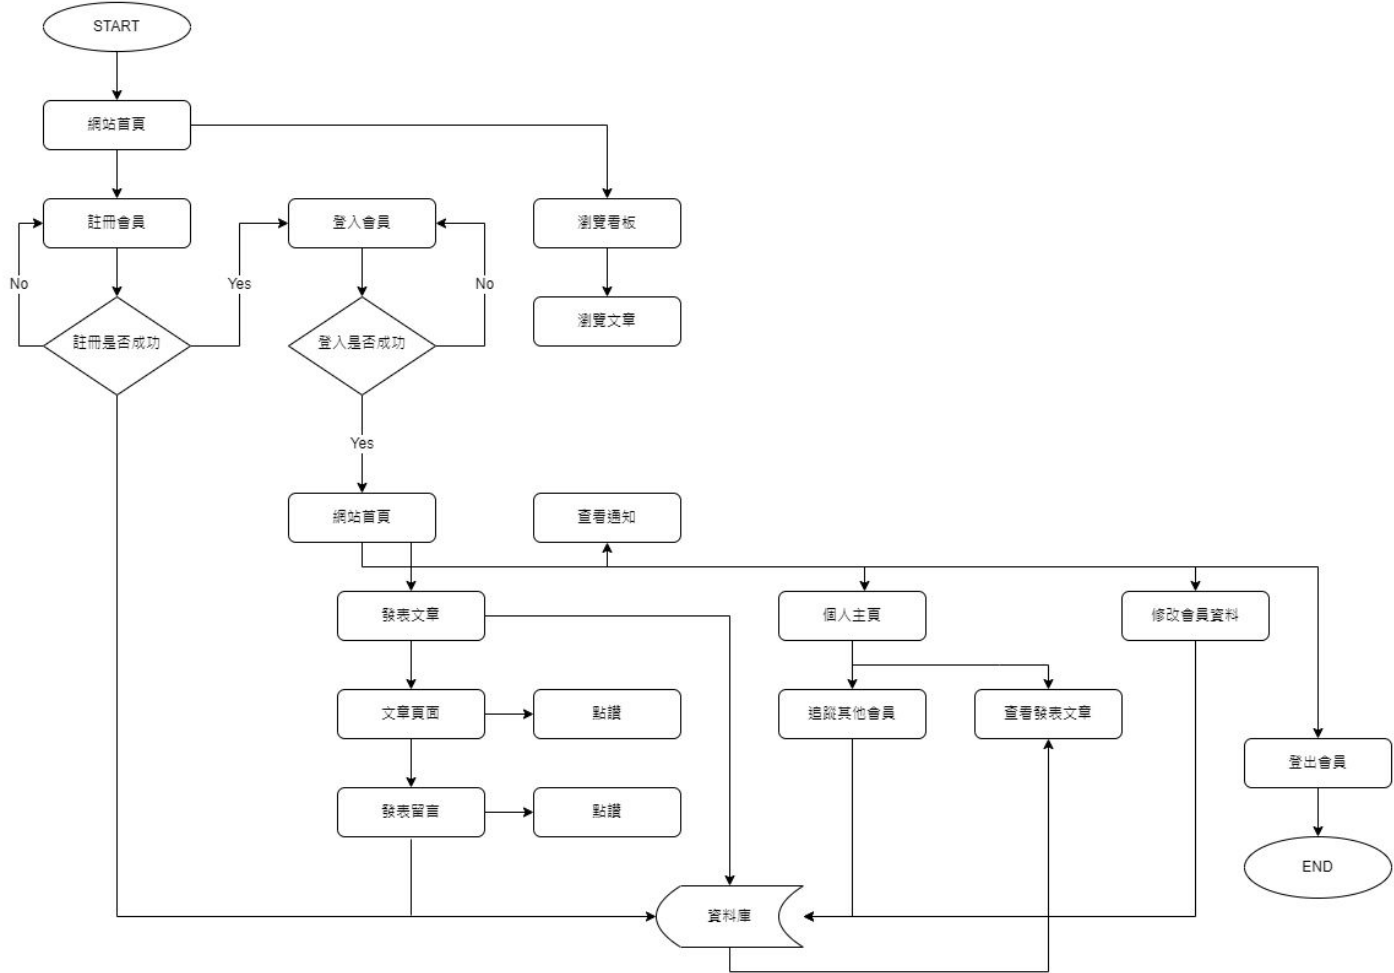 START
網站首頁
註冊會員
登入會員
瀏覽看板
No
Yes
No
瀏覽文章
註冊是否成功
登入是否成功
Yes
網站首頁
查看通知
發表文章
個人主頁
修改會員資料
文章頁面
點讚
追蹤其他會員
查看發表文章
登出會員
發表留言
點讚
END
資料庫